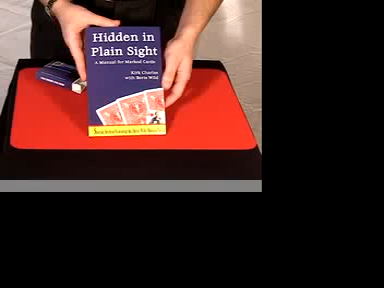 Hidden in
Plain Sight
A Manual for Marked Cards
Kirk Charles
with Boris Wild